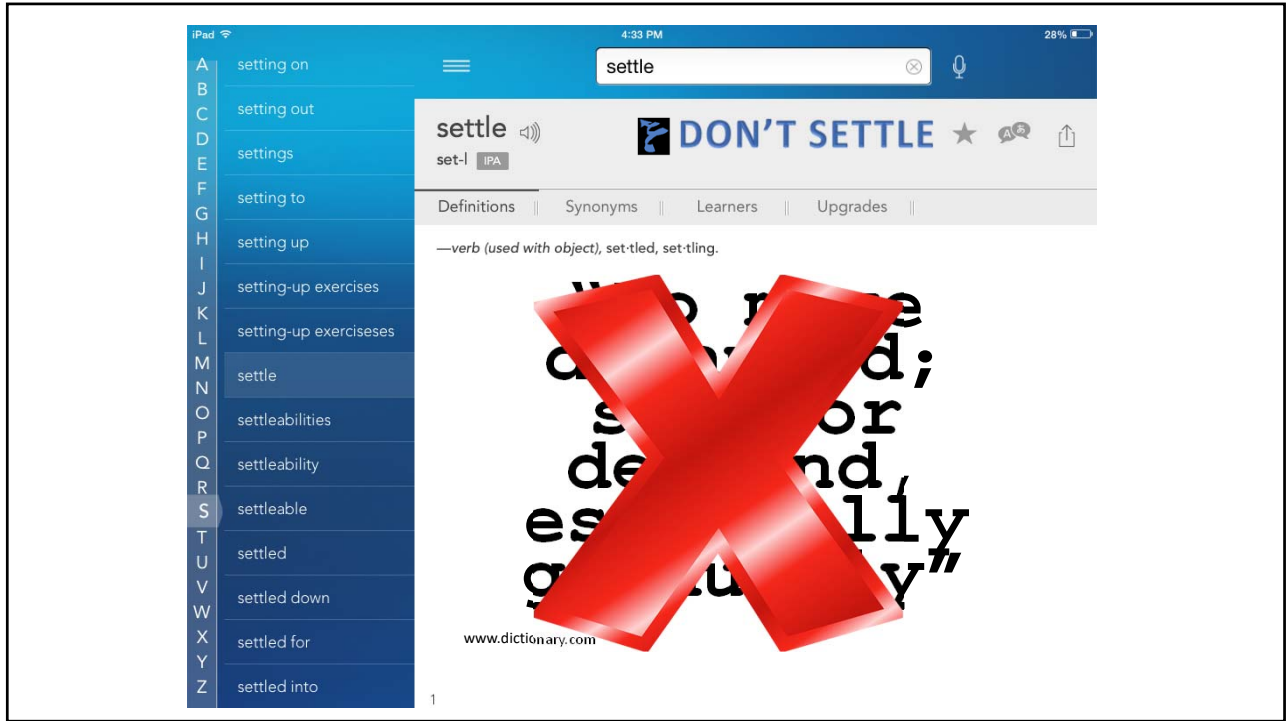 iPad 4:33 PM 28%
A
B
C
D
E
F
G
H
I
J
K
L
M
N
O
P
Q
R
S
T
U
V
W
X
Y
Z
setting on
setting out
settings
setting to
setting up
setting-up exercises
setting-up exerciseses
settle
settleabilities
settleability
settleable
settled
settled down
settled for
settled into
settle
settle DON'T SETTLE
set-l IPA
Definitions Synonyms Learners Upgrades
—verb (used with object), set·tled, set·tling.
www.dictionary.com
1